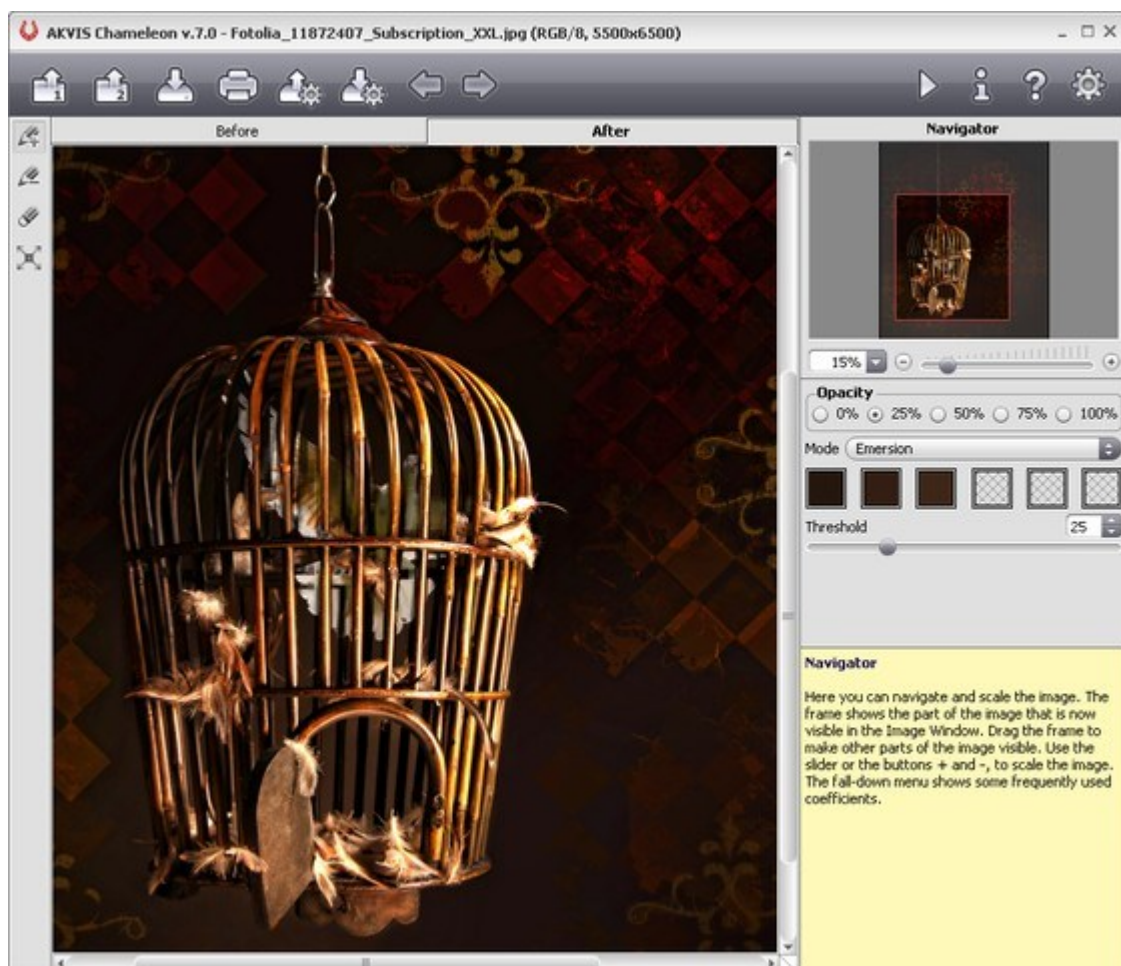 AKVIS Chameleon v.7.0 - Fotolia_11872407_Subscription_XXL.jpg (RGB/8, 5500x6500)
1
2
Before
After
Navigator
15%
Opacity
0% 25% 50% 75% 100%
Mode Emersion
Threshold
25
Navigator
Here you can navigate and scale the image. The
frame shows the part of the image that is now
visible in the Image Window. Drag the frame to
make other parts of the image visible. Use the
slider or the buttons + and -, to scale the image.
The fall-down menu shows some frequently used
coefficients.